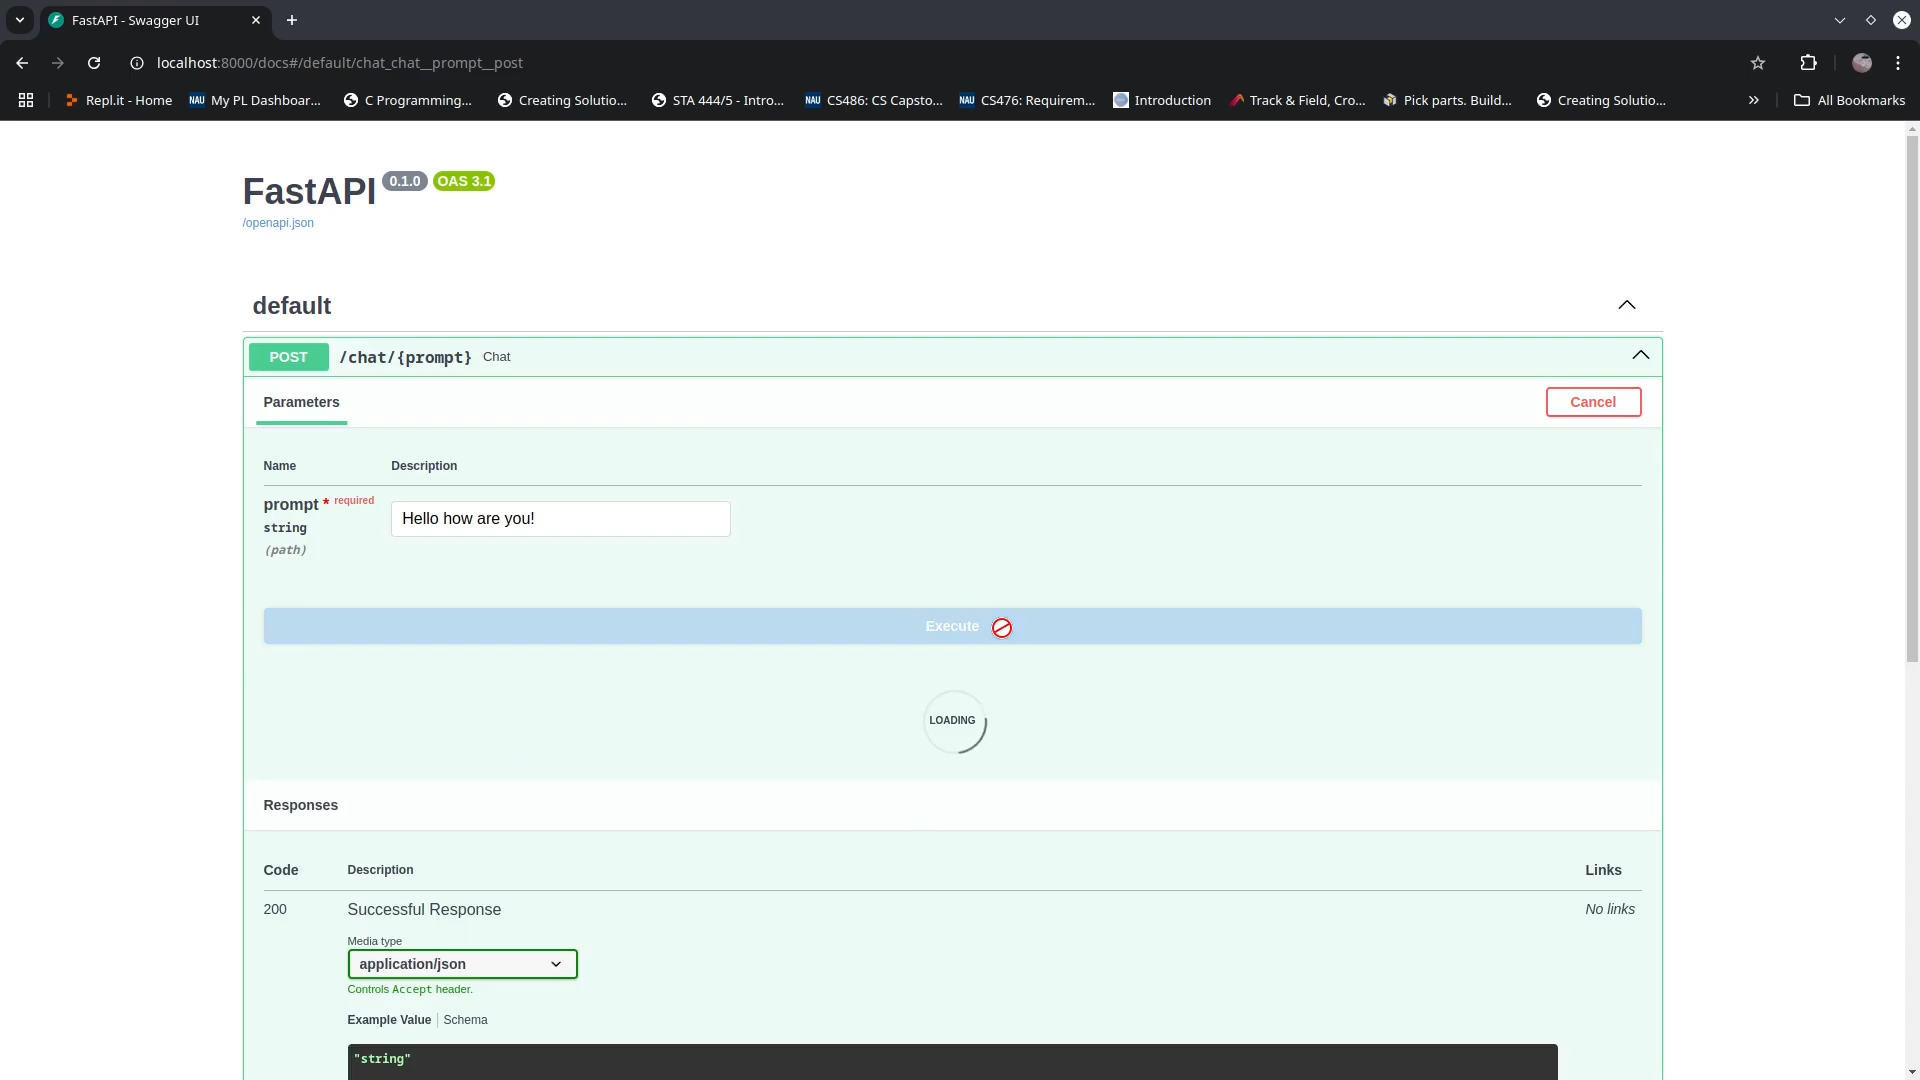 FastAPI - Swagger UI
localhost:8000/docs#/default/chat_chat__prompt__post
Repl.it - Home
NAU My PL Dashboar...
C Programming...
Creating Solutio...
STA 444/5 - Intro...
NAU CS486: CS Capsto...
NAU CS476: Requirem...
Introduction
Track & Field, Cro...
Pick parts. Build...
Creating Solutio...
All Bookmarks
FastAPI 0.1.0 OAS 3.1
/openapi.json
default
POST /chat/{prompt} Chat
Parameters
Cancel
Name Description
prompt * required
string
(path)
Hello how are you!
Execute
LOADING
Responses
Code Description Links
200 Successful Response No links
Media type
application/json
Controls Accept header.
Example Value Schema
"string"